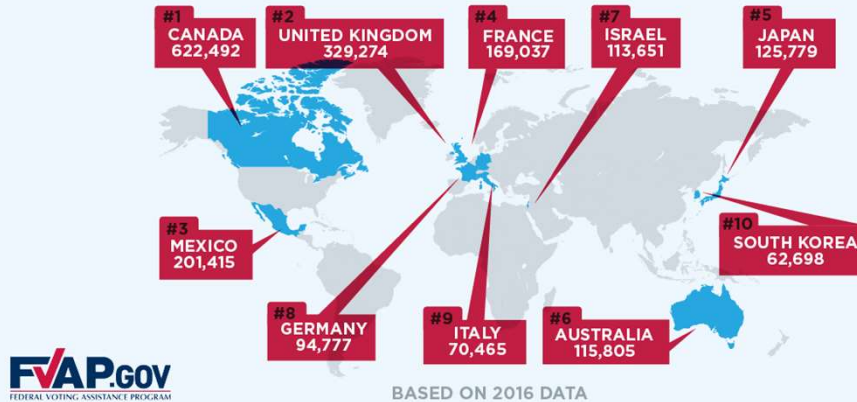 #1
CANADA
622,492
#2
UNITED KINGDOM
329,274
#4
FRANCE
169,037
#7
ISRAEL
113,651
#5
JAPAN
125,779
#3
MEXICO
201,415
#10
SOUTH KOREA
62,698
#8
GERMANY
94,777
#9
ITALY
70,465
#6
AUSTRALIA
115,805
FVAP.GOV
FEDERAL VOTING ASSISTANCE PROGRAM
BASED ON 2016 DATA